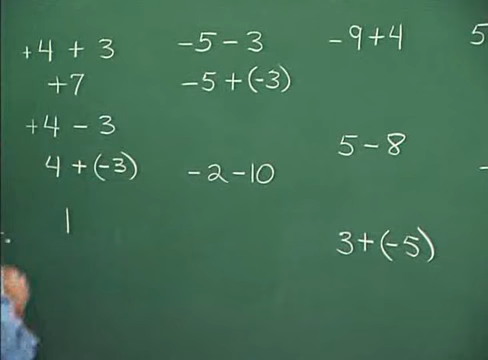 +4 + 3
+7
+4 - 3
4 + (-3)
1
-5 - 3
-5 + (-3)
-2 - 10
-9 + 4
5 - 8
3 + (-5)
5
-